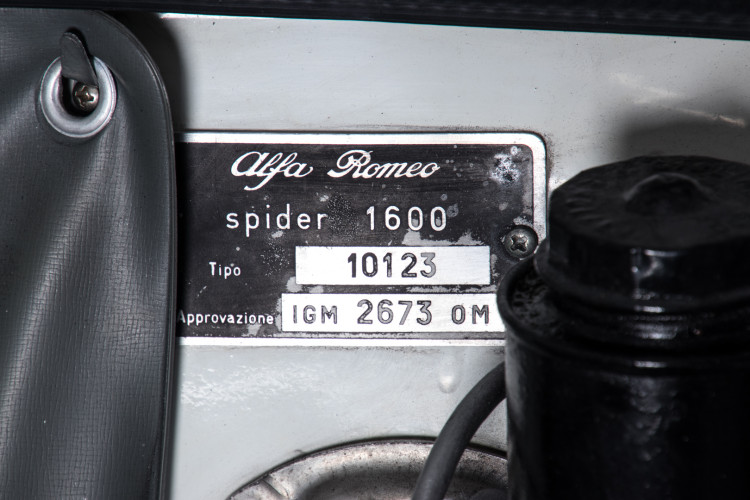 Alfa Romeo
spider 1600
Tipo 10123
Approvazione IGM 2673 OM